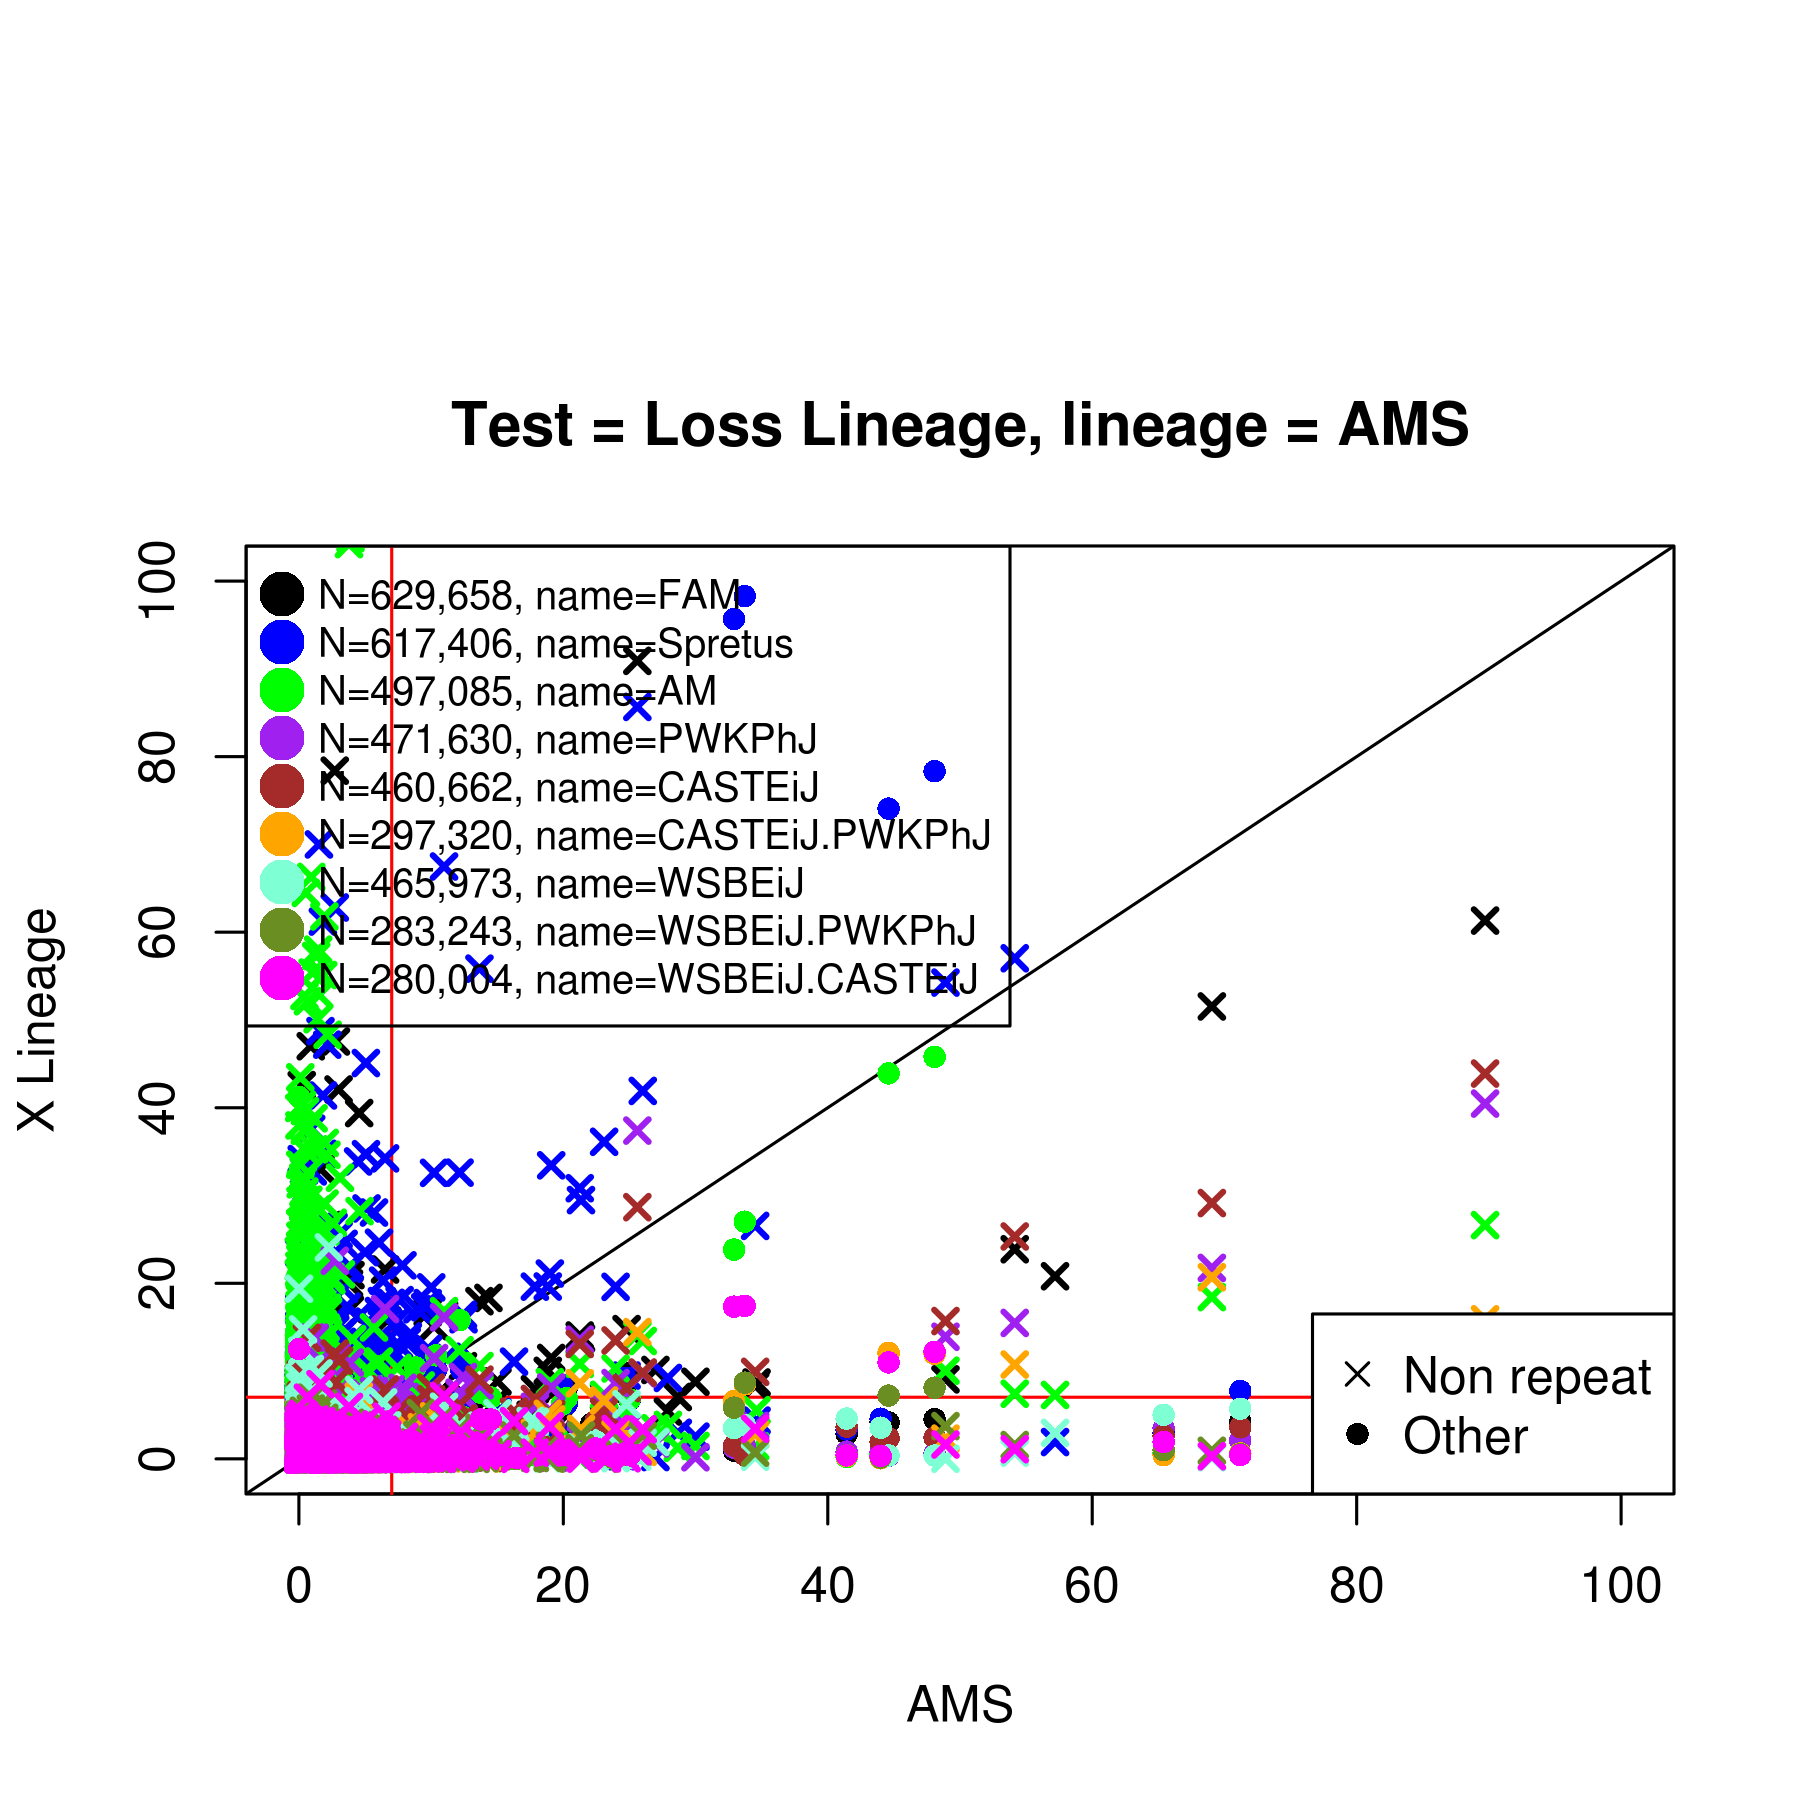 Test = Loss Lineage, lineage = AMS
100
80
60
40
20
0
X Lineage
N=629,658, name=FAM
N=617,406, name=Spretus
N=497,085, name=AM
N=471,630, name=PWKPhJ
N=460,662, name=CASTEiJ
N=297,320, name=CASTEiJ.PWKPhJ
N=465,973, name=WSBEiJ
N=283,243, name=WSBEiJ.PWKPhJ
N=280,004, name=WSBEiJ.CASTEiJ
Non repeat
Other
0 20 40 60 80 100
AMS